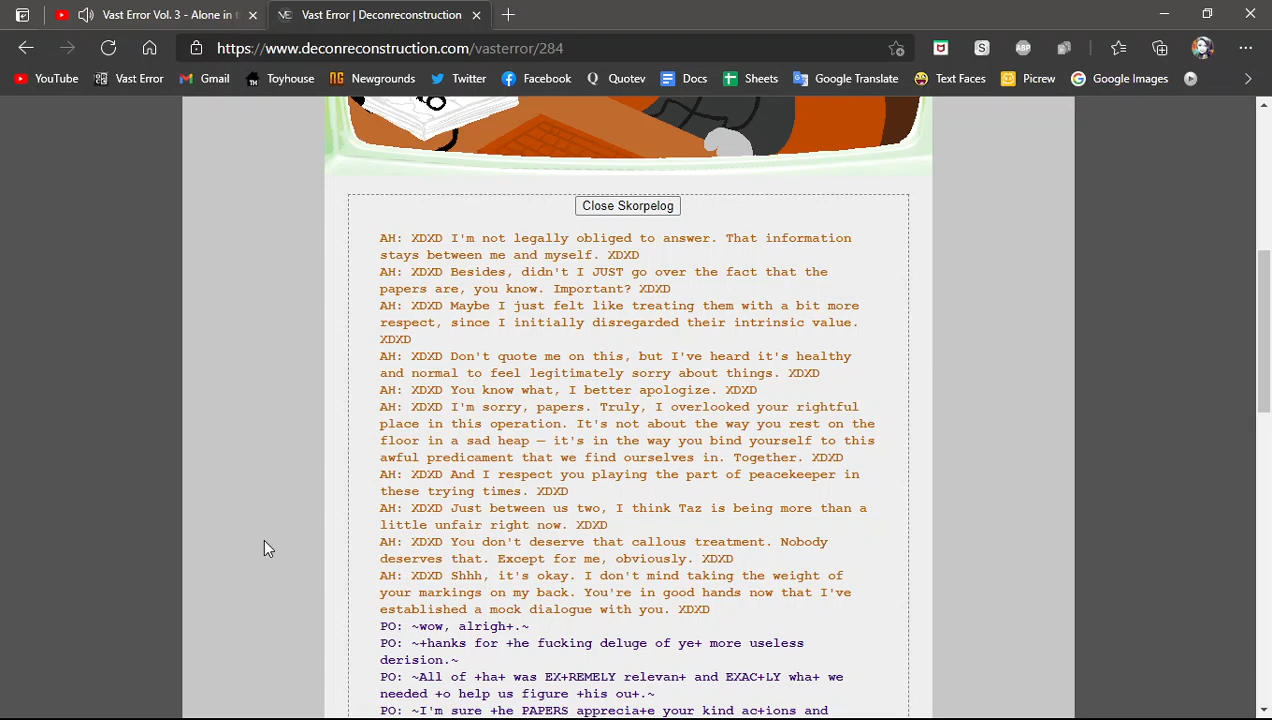 Vast Error Vol. 3 - Alone in t
Vast Error | Deconreconstruction
https://www.deconreconstruction.com/vasterror/284
YouTube
Vast Error
Gmail
Toyhouse
Newgrounds
Twitter
Facebook
Quotev
Docs
Sheets
Google Translate
Text Faces
Picrew
Google Images
Close Skorpelog
AH: XDXD I'm not legally obliged to answer. That information
stays between me and myself. XDXD
AH: XDXD Besides, didn't I JUST go over the fact that the
papers are, you know. Important? XDXD
AH: XDXD Maybe I just felt like treating them with a bit more
respect, since I initially disregarded their intrinsic value.
XDXD
AH: XDXD Don't quote me on this, but I've heard it's healthy
and normal to feel legitimately sorry about things. XDXD
AH: XDXD You know what, I better apologize. XDXD
AH: XDXD I'm sorry, papers. Truly, I overlooked your rightful
place in this operation. It's not about the way you rest on the
floor in a sad heap — it's in the way you bind yourself to this
awful predicament that we find ourselves in. Together. XDXD
AH: XDXD And I respect you playing the part of peacekeeper in
these trying times. XDXD
AH: XDXD Just between us two, I think Taz is being more than a
little unfair right now. XDXD
AH: XDXD You don't deserve that callous treatment. Nobody
deserves that. Except for me, obviously. XDXD
AH: XDXD Shhh, it's okay. I don't mind taking the weight of
your markings on my back. You're in good hands now that I've
established a mock dialogue with you. XDXD
PO: ~wow, alrigh+.~
PO: ~+hanks for +he fucking deluge of ye+ more useless
derision.~
PO: ~All of +ha+ was EX+REMELY relevan+ and EXAC+LY wha+ we
needed +o help us figure +his ou+.~
PO: ~I'm sure +he PAPERS apprecia+e your kind ac+ions and